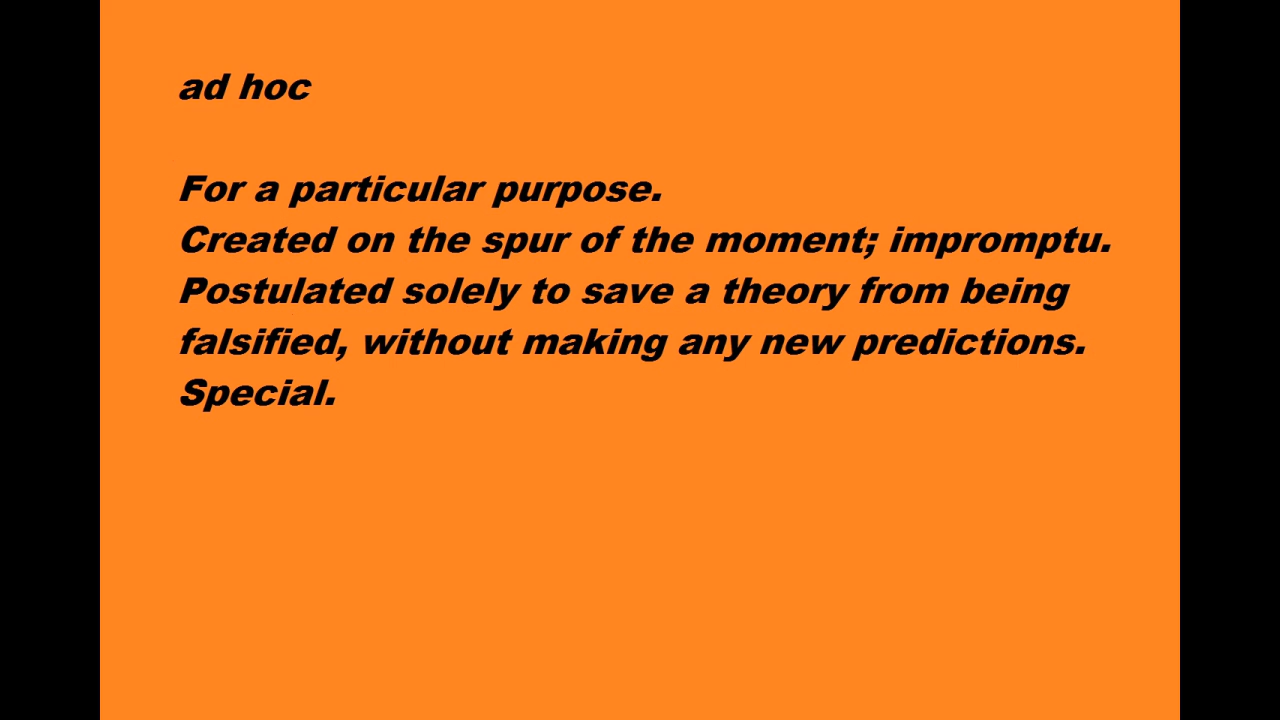 ad hoc
For a particular purpose.
Created on the spur of the moment; impromptu.
Postulated solely to save a theory from being
falsified, without making any new predictions.
Special.